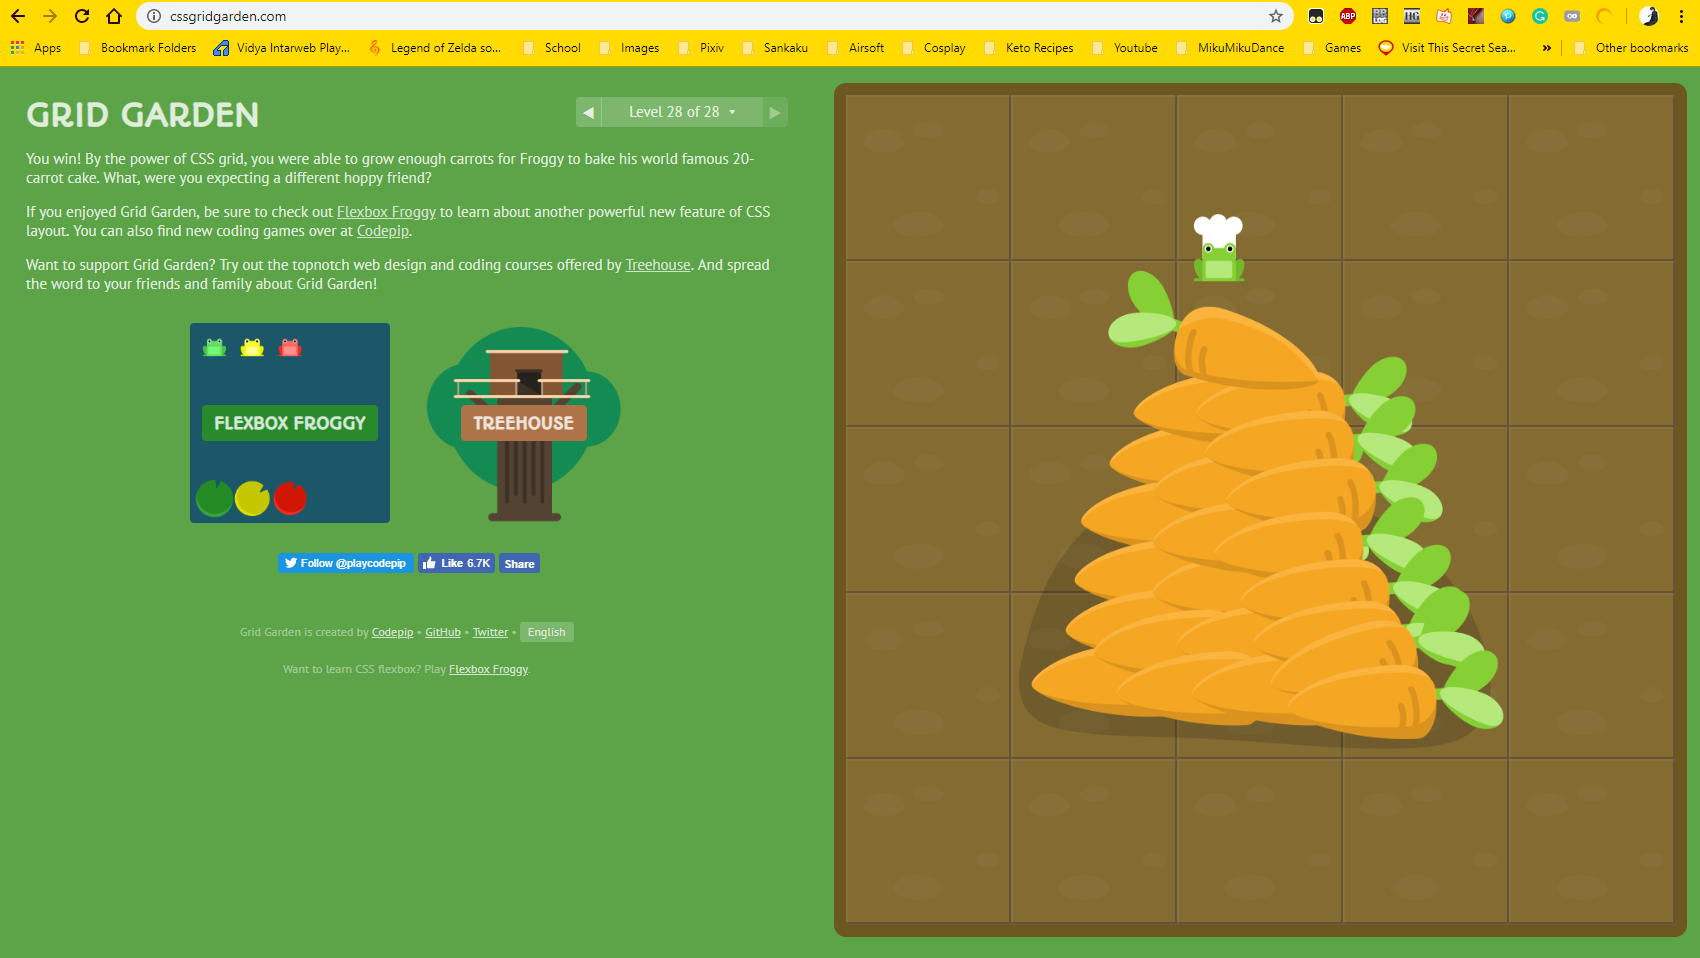 cssgridgarden.com
ABP
Apps
Bookmark Folders
Vidya Intarweb Play...
Legend of Zelda so...
School
Images
Pixiv
Sankaku
Airsoft
Cosplay
Keto Recipes
Youtube
MikuMikuDance
Games
Visit This Secret Sea...
»
Other bookmarks
GRID GARDEN
Level 28 of 28
You win! By the power of CSS grid, you were able to grow enough carrots for Froggy to bake his world famous 20-
carrot cake. What, were you expecting a different hoppy friend?
If you enjoyed Grid Garden, be sure to check out Flexbox Froggy to learn about another powerful new feature of CSS
layout. You can also find new coding games over at Codepip.
Want to support Grid Garden? Try out the topnotch web design and coding courses offered by Treehouse. And spread
the word to your friends and family about Grid Garden!
FLEXBOX FROGGY
TREEHOUSE
Follow @playcodepip
Like 6.7K
Share
Grid Garden is created by Codepip • GitHub • Twitter • English
Want to learn CSS flexbox? Play Flexbox Froggy.